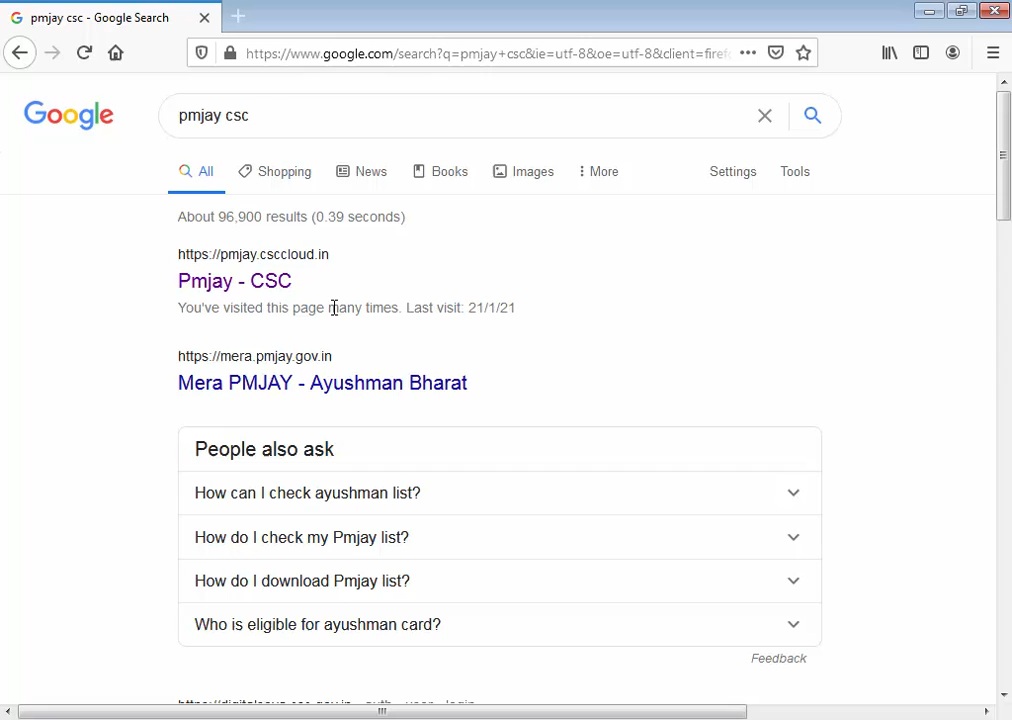 pmjay csc - Google Search
https://www.google.com/search?q=pmjay+csc&ie=utf-8&oe=utf-8&client=firef
Google
pmjay csc
All Shopping News Books Images More Settings Tools
About 96,900 results (0.39 seconds)
https://pmjay.csccloud.in
Pmjay - CSC
You've visited this page many times. Last visit: 21/1/21
https://mera.pmjay.gov.in
Mera PMJAY - Ayushman Bharat
People also ask
How can I check ayushman list?
How do I check my Pmjay list?
How do I download Pmjay list?
Who is eligible for ayushman card?
Feedback